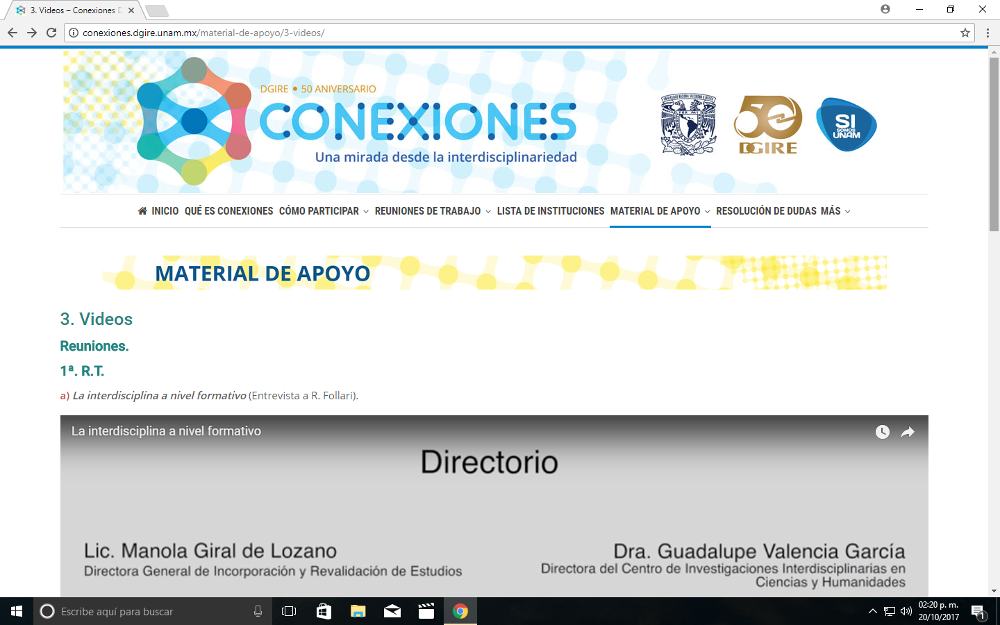 3. Videos – Conexiones D
conexiones.dgire.unam.mx/material-de-apoyo/3-videos/
DGIRE • 50 ANIVERSARIO
CONEXIONES
Una mirada desde la interdisciplinariedad
POR MI
50
DGIRE
SI
SOMOS
UNAM
INICIO QUÉ ES CONEXIONES CÓMO PARTICIPAR REUNIONES DE TRABAJO LISTA DE INSTITUCIONES MATERIAL DE APOYO RESOLUCIÓN DE DUDAS MÁS
MATERIAL DE APOYO
3. Videos
Reuniones.
1ª. R.T.
a) La interdisciplina a nivel formativo (Entrevista a R. Follari).
La interdisciplina a nivel formativo
Directorio
Lic. Manola Giral de Lozano
Directora General de Incorporación y Revalidación de Estudios
Dra. Guadalupe Valencia García
Directora del Centro de Investigaciones Interdisciplinarias en
Ciencias y Humanidades
Escribe aquí para buscar
02:20 p. m.
20/10/2017
1